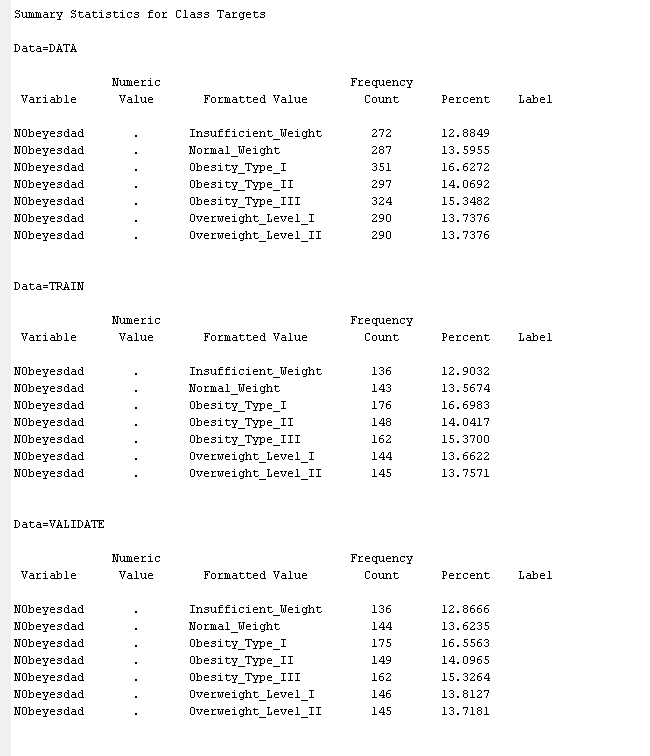 Summary Statistics for Class Targets
Data=DATA
Numeric Frequency
Variable Value Formatted Value Count Percent Label
NObeyesdad . Insufficient_Weight 272 12.8849
NObeyesdad . Normal_Weight 287 13.5955
NObeyesdad . Obesity_Type_I 351 16.6272
NObeyesdad . Obesity_Type_II 297 14.0692
NObeyesdad . Obesity_Type_III 324 15.3482
NObeyesdad . Overweight_Level_I 290 13.7376
NObeyesdad . Overweight_Level_II 290 13.7376
Data=TRAIN
Numeric Frequency
Variable Value Formatted Value Count Percent Label
NObeyesdad . Insufficient_Weight 136 12.9032
NObeyesdad . Normal_Weight 143 13.5674
NObeyesdad . Obesity_Type_I 176 16.6983
NObeyesdad . Obesity_Type_II 148 14.0417
NObeyesdad . Obesity_Type_III 162 15.3700
NObeyesdad . Overweight_Level_I 144 13.6622
NObeyesdad . Overweight_Level_II 145 13.7571
Data=VALIDATE
Numeric Frequency
Variable Value Formatted Value Count Percent Label
NObeyesdad . Insufficient_Weight 136 12.8666
NObeyesdad . Normal_Weight 144 13.6235
NObeyesdad . Obesity_Type_I 175 16.5563
NObeyesdad . Obesity_Type_II 149 14.0965
NObeyesdad . Obesity_Type_III 162 15.3264
NObeyesdad . Overweight_Level_I 146 13.8127
NObeyesdad . Overweight_Level_II 145 13.7181